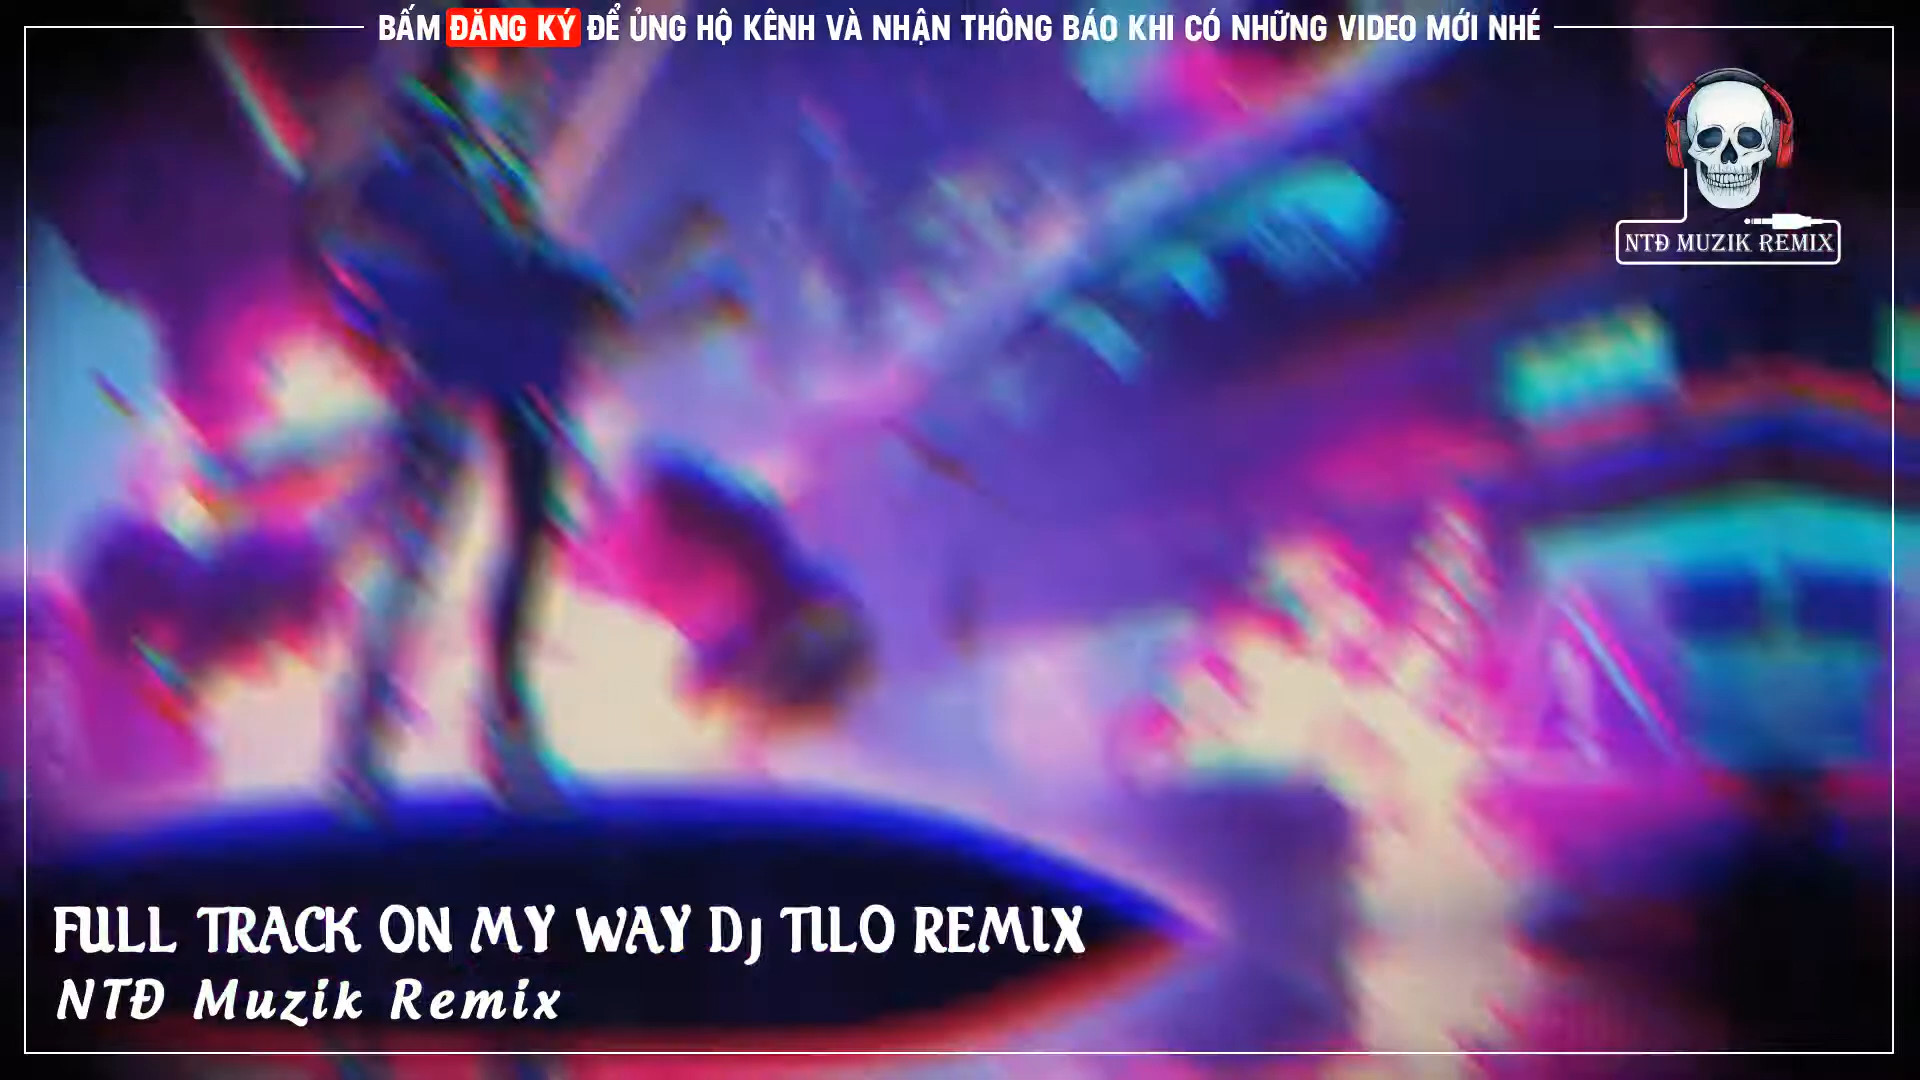 BẤM ĐĂNG KÝ ĐỂ ỦNG HỘ KÊNH VÀ NHẬN THÔNG BÁO KHI CÓ NHỮNG VIDEO MỚI NHÉ
NTĐ MUZIK REMIX
FULL TRACK ON MY WAY DJ TILO REMIX
NTĐ Muzik Remix